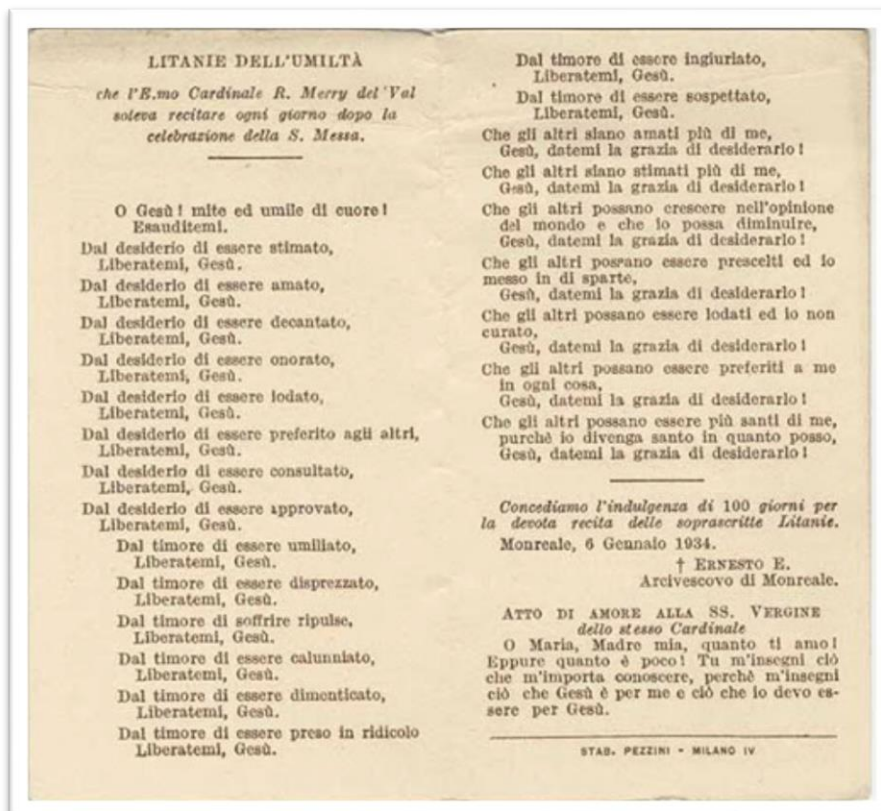 LITANIE DELL'UMILTÀ
che l'E.mo Cardinale R. Merry del Val
soleva recitare ogni giorno dopo la
celebrazione della S. Messa.
O Gesù! mite ed umile di cuore!
Esauditemi.
Dal desiderio di essere stimato,
Liberatemi, Gesù.
Dal desiderio di essere amato,
Liberatemi, Gesù.
Dal desiderio di essere decantato,
Liberatemi, Gesù.
Dal desiderio di essere onorato,
Liberatemi, Gesù.
Dal desiderio di essere lodato,
Liberatemi, Gesù.
Dal desiderio di essere preferito agli altri,
Liberatemi, Gesù.
Dal desiderio di essere consultato,
Liberatemi, Gesù.
Dal desiderio di essere approvato,
Liberatemi, Gesù.
Dal timore di essere umiliato,
Liberatemi, Gesù.
Dal timore di essere disprezzato,
Liberatemi, Gesù.
Dal timore di soffrire ripulse,
Liberatemi, Gesù.
Dal timore di essere calunniato,
Liberatemi, Gesù.
Dal timore di essere dimenticato,
Liberatemi, Gesù.
Dal timore di essere preso in ridicolo
Liberatemi, Gesù.
Dal timore di essere ingiuriato,
Liberatemi, Gesù.
Dal timore di essere sospettato,
Liberatemi, Gesù.
Che gli altri siano amati più di me,
Gesù, datemi la grazia di desiderarlo!
Che gli altri siano stimati più di me,
Gesù, datemi la grazia di desiderarlo!
Che gli altri possano crescere nell'opinione
del mondo e che io possa diminuire,
Gesù, datemi la grazia di desiderarlo!
Che gli altri possano essere prescelti ed io
messo in di sparte,
Gesù, datemi la grazia di desiderarlo!
Che gli altri possano essere lodati ed io non
curato,
Gesù, datemi la grazia di desiderarlo!
Che gli altri possano essere preferiti a me
in ogni cosa,
Gesù, datemi la grazia di desiderarlo!
Che gli altri possano essere più santi di me,
purchè io divenga santo in quanto posso,
Gesù, datemi la grazia di desiderarlo!
Concediamo l'indulgenza di 100 giorni per
la devota recita delle soprascritte Litanie.
Monreale, 6 Gennaio 1934.
† ERNESTO E.
Arcivescovo di Monreale.
ATTO DI AMORE ALLA SS. VERGINE
dello stesso Cardinale
O Maria, Madre mia, quanto ti amo!
Eppure quanto è poco! Tu m'insegni ciò
che m'importa conoscere, perchè m'insegni
ciò che Gesù è per me e ciò che io devo es-
sere per Gesù.
STAB. PEZZINI - MILANO IV